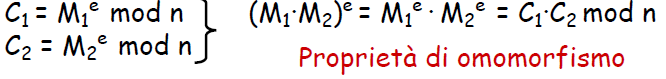 C₁ = M₁ᵉ mod n
C₂ = M₂ᵉ mod n
(M₁·M₂)ᵉ = M₁ᵉ · M₂ᵉ = C₁·C₂ mod n
Proprietà di omomorfismo